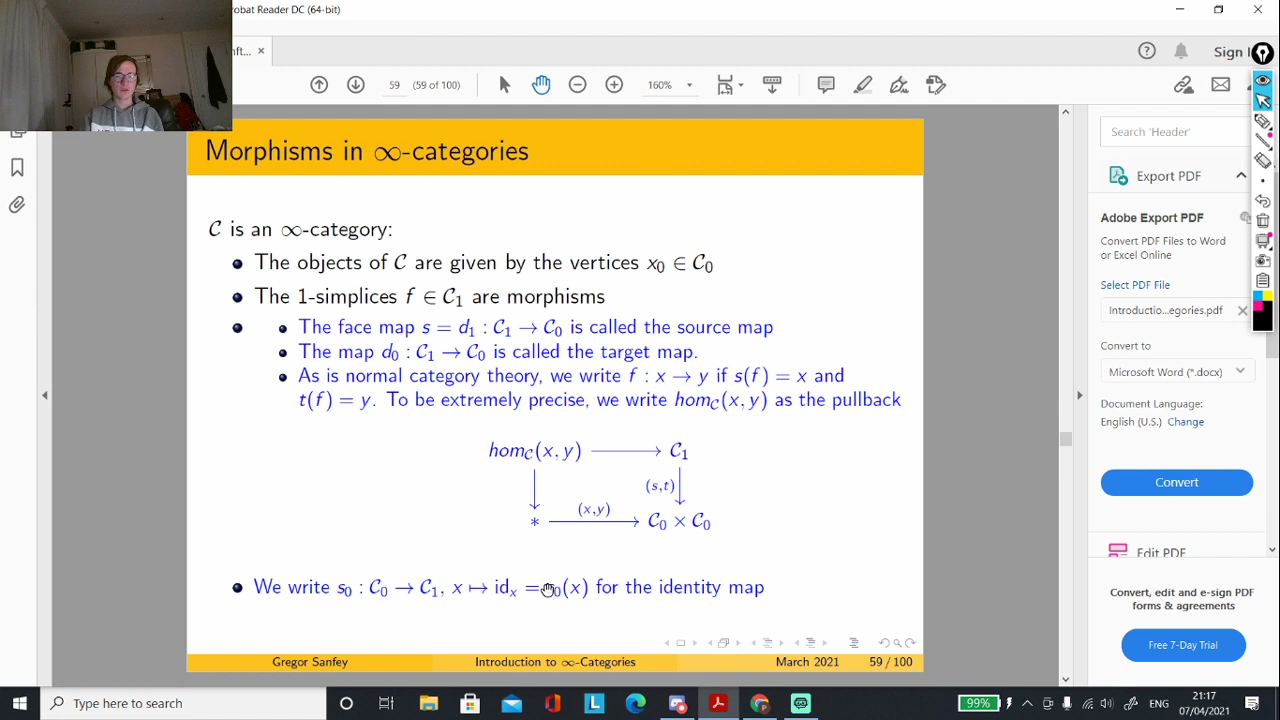 obat Reader DC (64-bit)
nft...
59 (59 of 100)
160%
Sign I
Morphisms in ∞-categories
𝒞 is an ∞-category:
The objects of 𝒞 are given by the vertices x₀ ∈ 𝒞₀
The 1-simplices f ∈ 𝒞₁ are morphisms
The face map s = d₁ : 𝒞₁ → 𝒞₀ is called the source map
The map d₀ : 𝒞₁ → 𝒞₀ is called the target map.
As is normal category theory, we write f : x → y if s(f) = x and
t(f) = y. To be extremely precise, we write hom𝒞(x, y) as the pullback
hom𝒞(x, y) → 𝒞₁
(s,t)
(x,y)
* → 𝒞₀ × 𝒞₀
We write s₀ : 𝒞₀ → 𝒞₁, x ↦ idₓ = ₀(x) for the identity map
Gregor Sanfey Introduction to ∞-Categories March 2021 59 / 100
Search 'Header'
Export PDF
Adobe Export PDF
Convert PDF Files to Word
or Excel Online
Select PDF File
Introductio...egories.pdf
Convert to
Microsoft Word (*.docx)
Document Language:
English (U.S.) Change
Convert
Edit PDF
Convert, edit and e-sign PDF
forms & agreements
Free 7-Day Trial
Type here to search
99%
ENG
21:17
07/04/2021